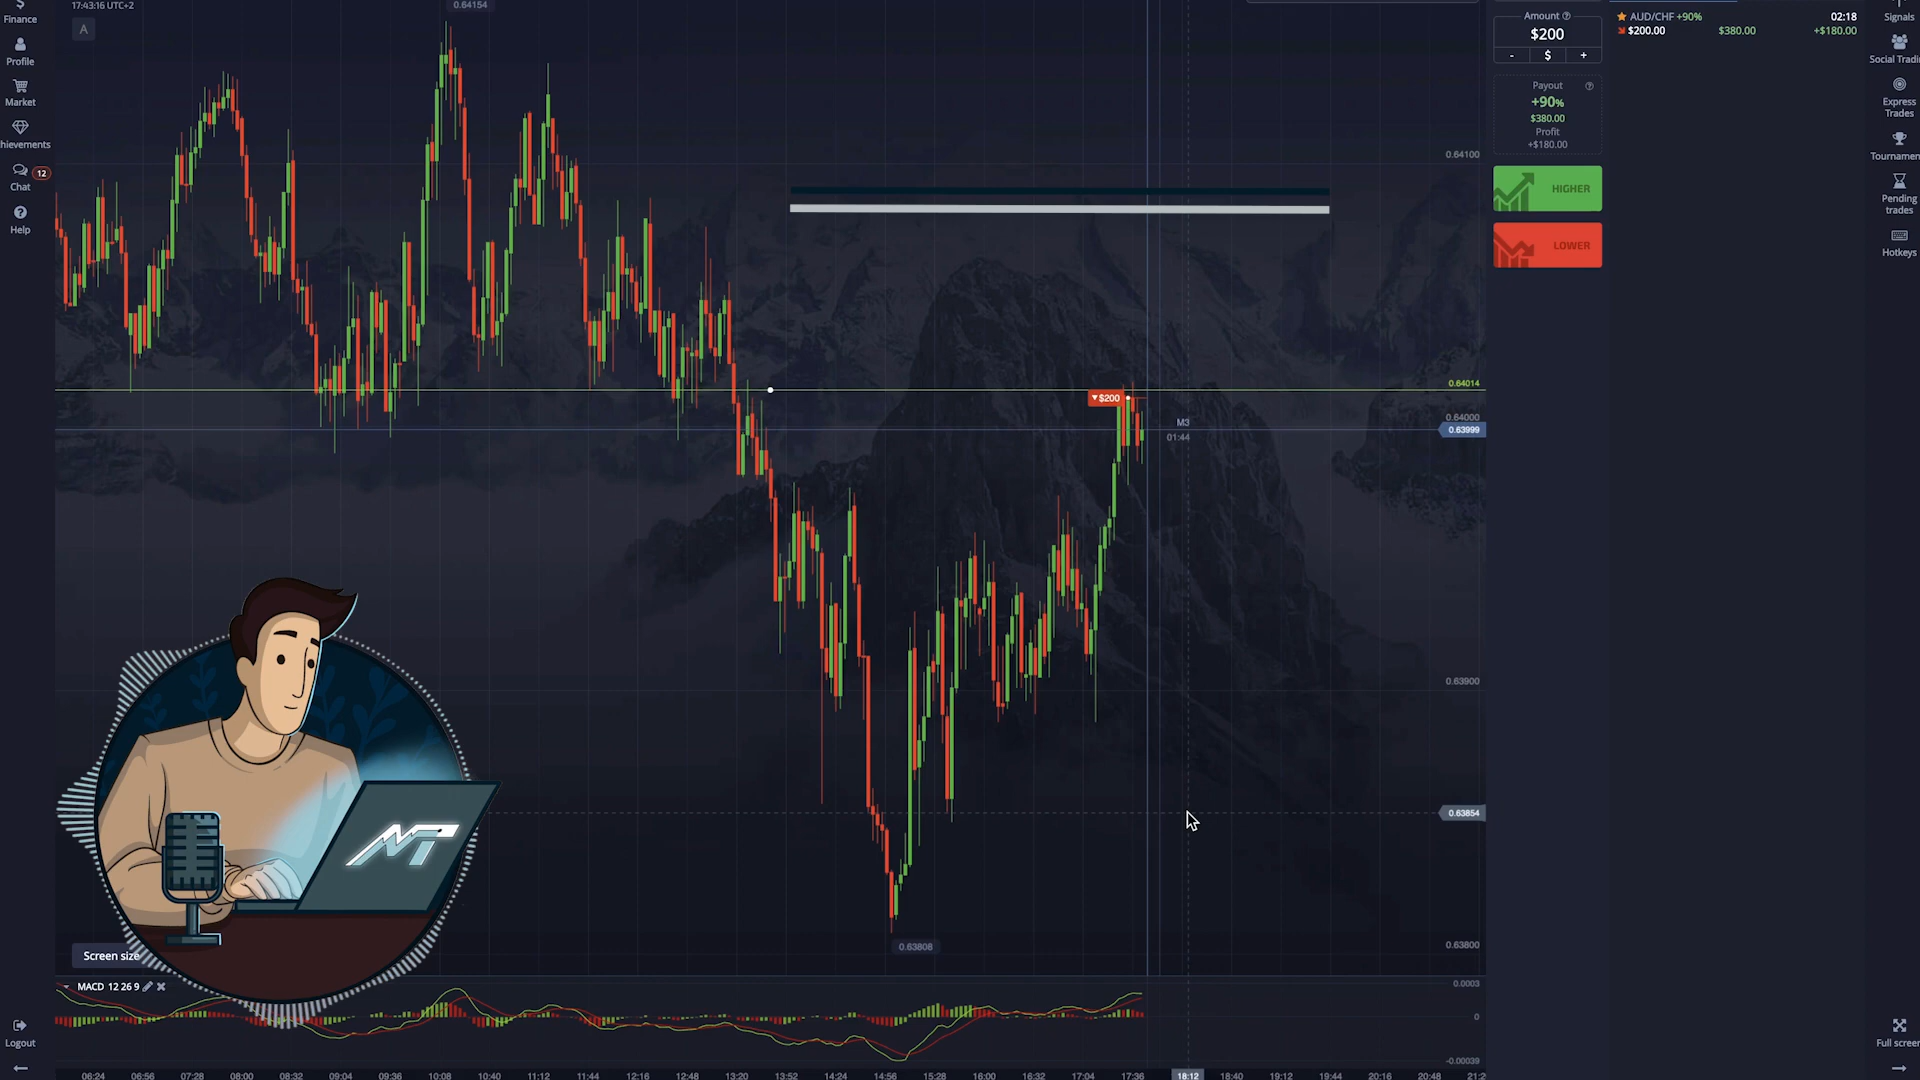 Finance
Profile
Market
hievements
Chat
12
Help
Logout
17:43:16 UTC+2
A
0.64154
0.64100
0.64014
0.64000
0.63999
$200
M3
01:44
0.63900
0.63854
0.63808
0.63800
Screen size
MACD 12 26 9
0.0003
0
-0.00039
06:24 06:56 07:28 08:00 08:32 09:04 09:36 10:08 10:40 11:12 11:44 12:16 12:48 13:20 13:52 14:24 14:56 15:28 16:00 16:32 17:04 17:36 18:12 18:40 19:12 19:44 20:16 20:48 21:2
Amount
$200
- $ +
Payout
+90%
$380.00
Profit
+$180.00
HIGHER
LOWER
AUD/CHF +90% 02:18
$200.00 $380.00 +$180.00
Signals
Social Tradi
Express
Trades
Tournamen
Pending
trades
Hotkeys
Full screen